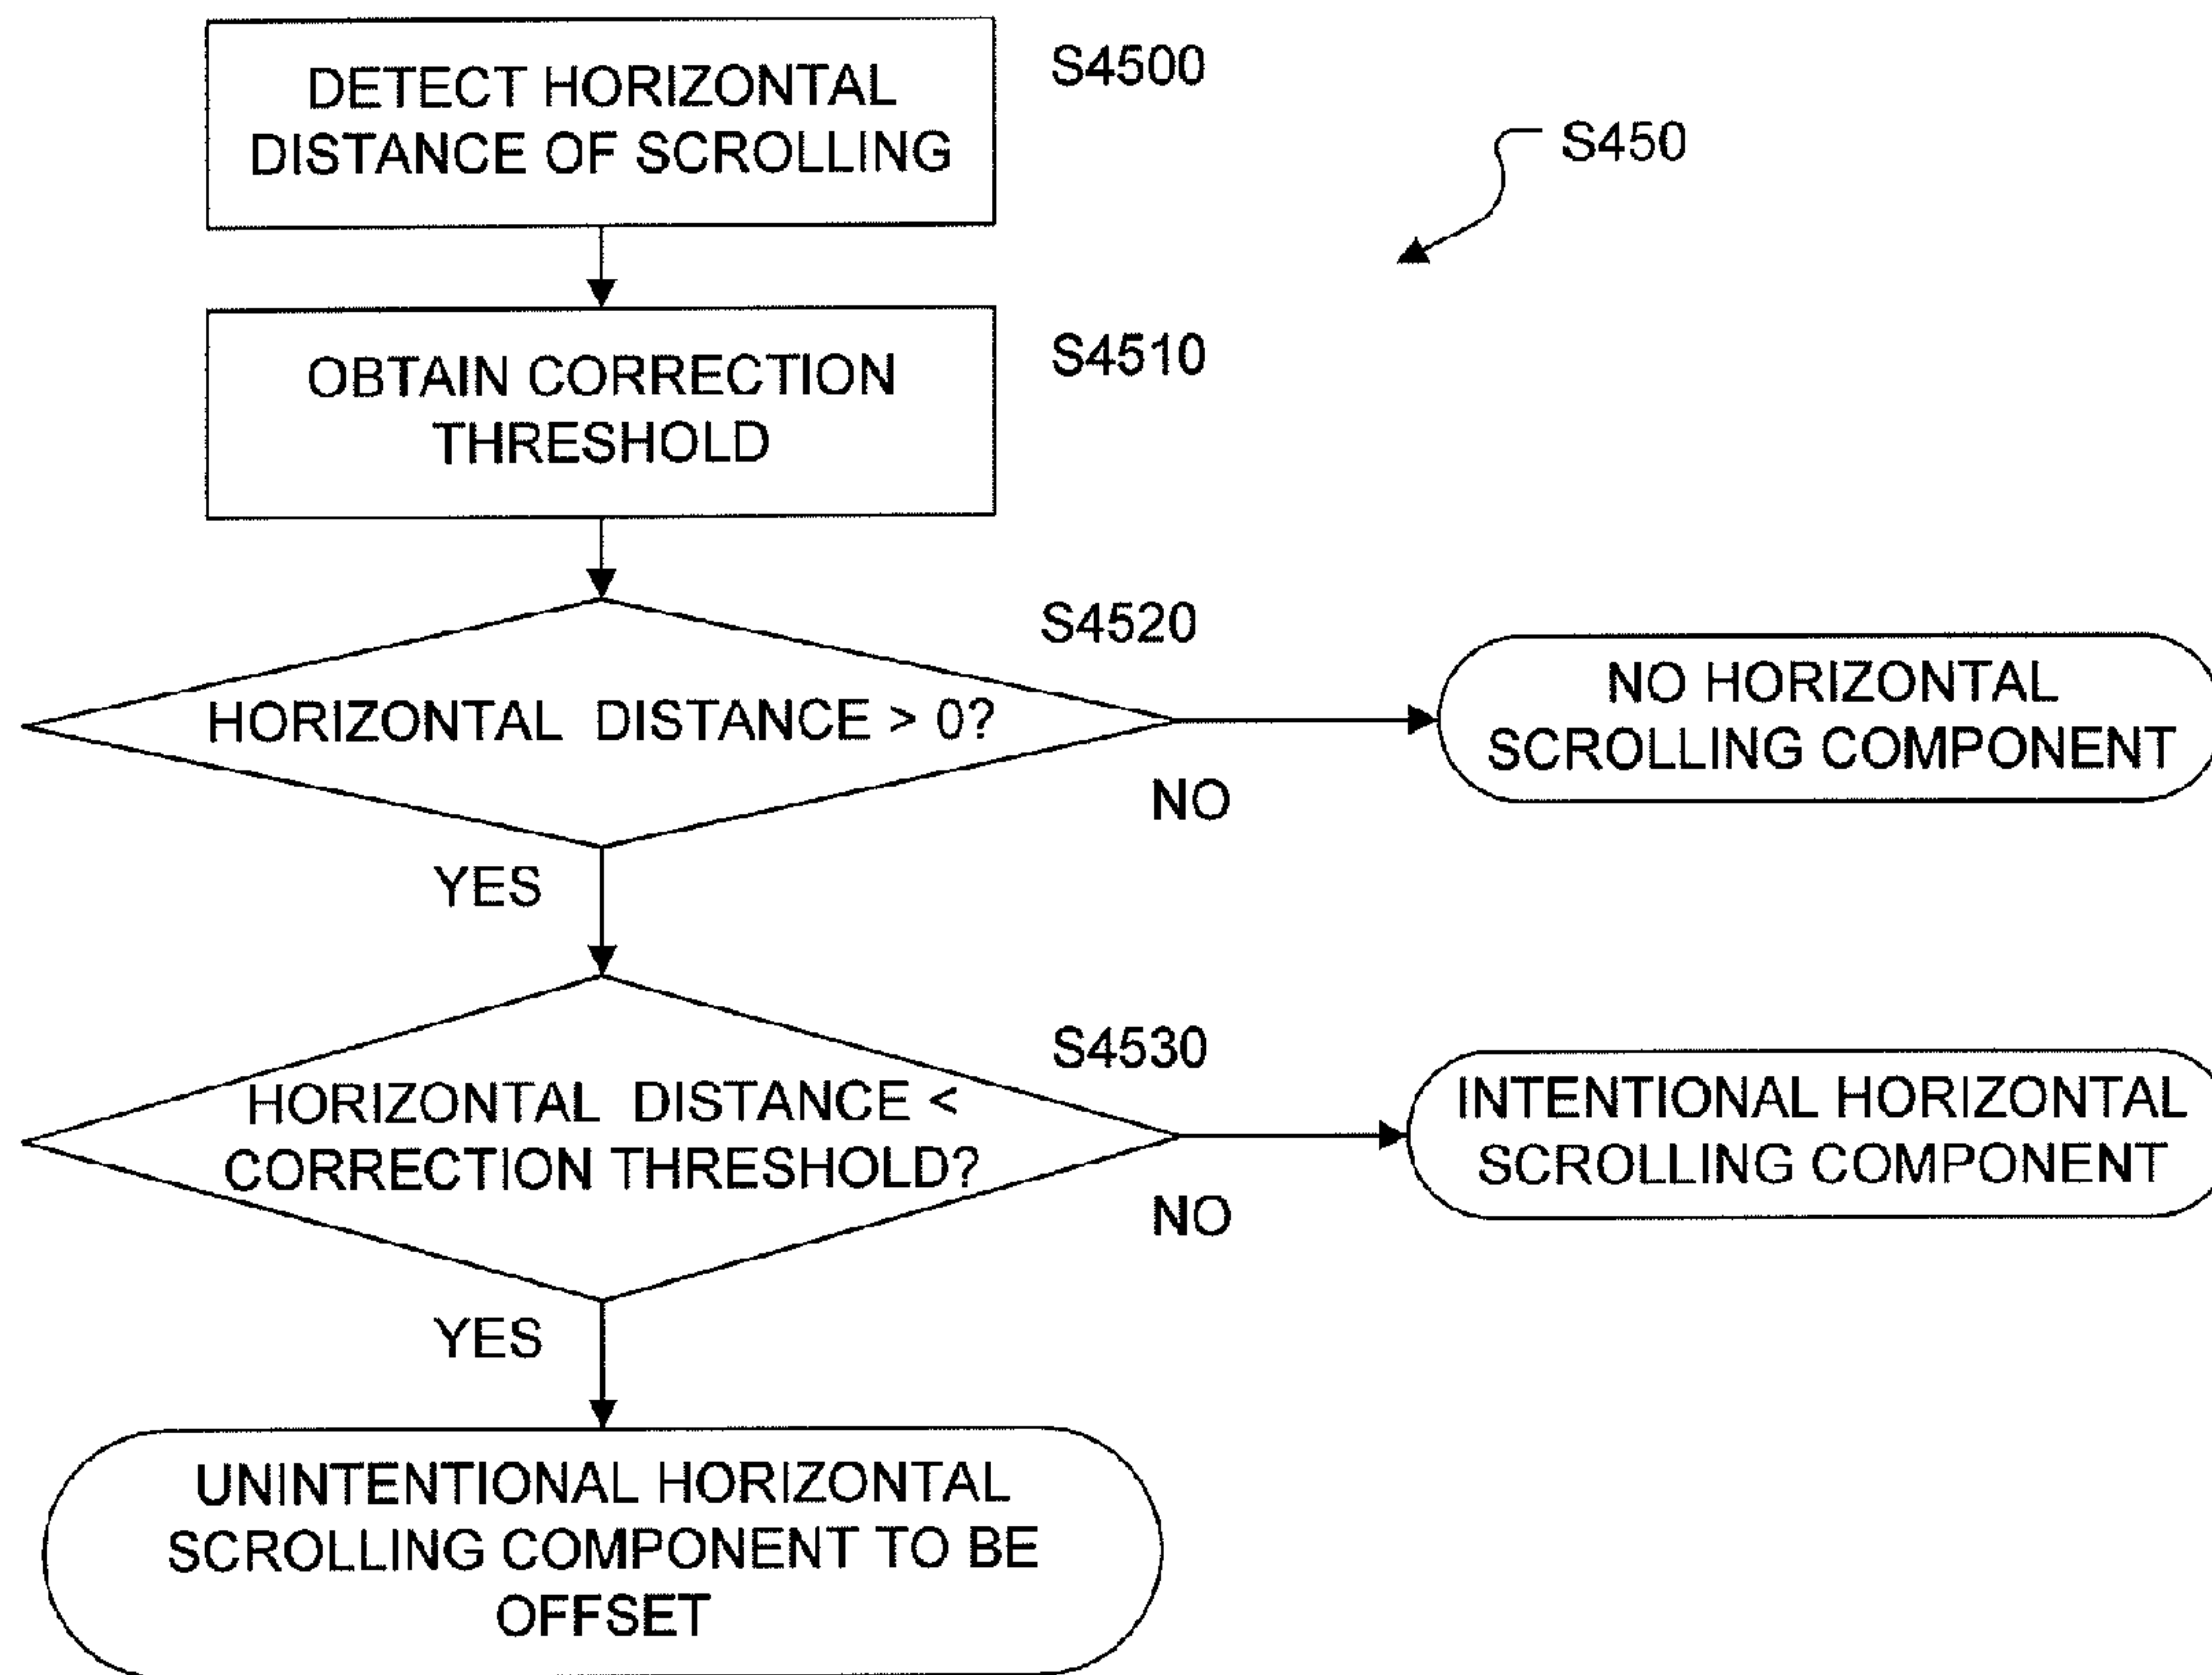 DETECT HORIZONTAL
DISTANCE OF SCROLLING
S4500
S450
OBTAIN CORRECTION
THRESHOLD
S4510
HORIZONTAL DISTANCE > 0?
S4520
NO
NO HORIZONTAL
SCROLLING COMPONENT
YES
HORIZONTAL DISTANCE <
CORRECTION THRESHOLD?
S4530
NO
INTENTIONAL HORIZONTAL
SCROLLING COMPONENT
YES
UNINTENTIONAL HORIZONTAL
SCROLLING COMPONENT TO BE
OFFSET